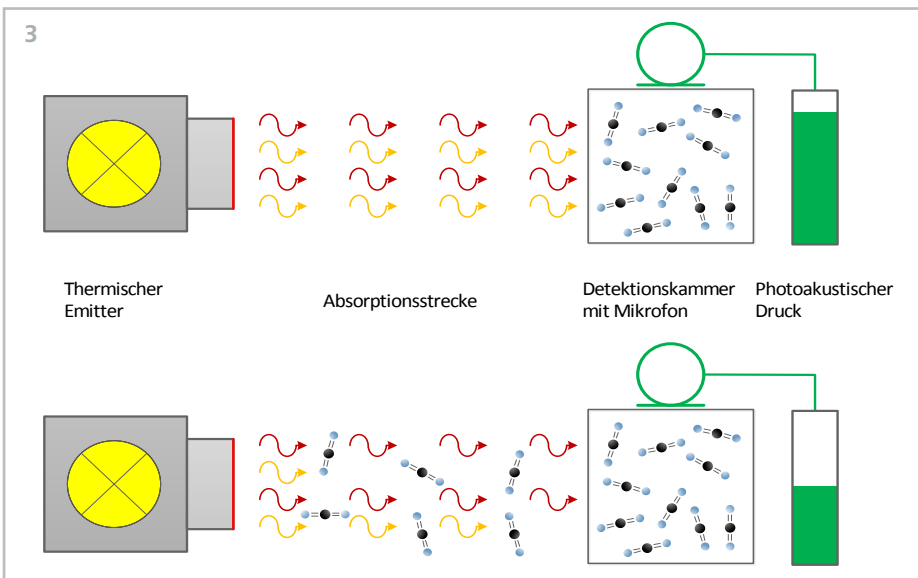 3
Thermischer
Emitter
Absorptionsstrecke
Detektionskammer
mit Mikrofon
Photoakustischer
Druck